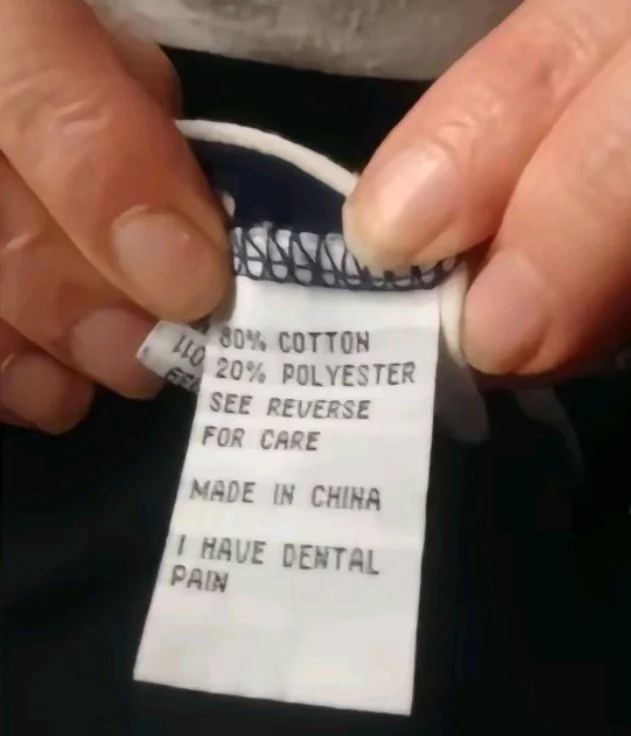 80% COTTON
20% POLYESTER
SEE REVERSE
FOR CARE
MADE IN CHINA
I HAVE DENTAL
PAIN